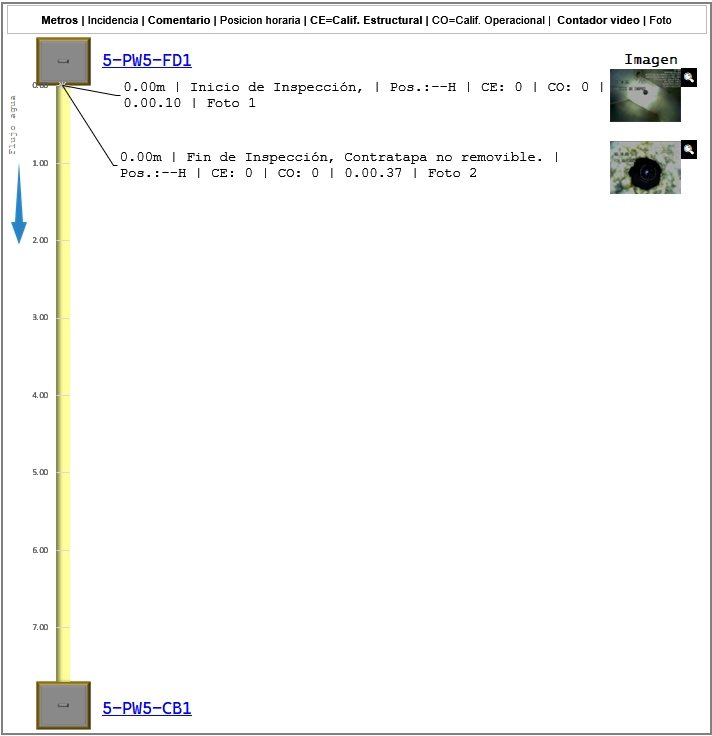 Metros | Incidencia | Comentario | Posicion horaria | CE=Calif. Estructural | CO=Calif. Operacional | Contador video | Foto
5-PW5-FD1
Imagen
0.00
0.00m | Inicio de Inspección, | Pos.:--H | CE: 0 | CO: 0 |
0.00.10 | Foto 1
Flujo agua
0.00m | Fin de Inspección, Contratapa no removible. |
Pos.:--H | CE: 0 | CO: 0 | 0.00.37 | Foto 2
1.00
2.00
3.00
4.00
5.00
6.00
7.00
5-PW5-CB1